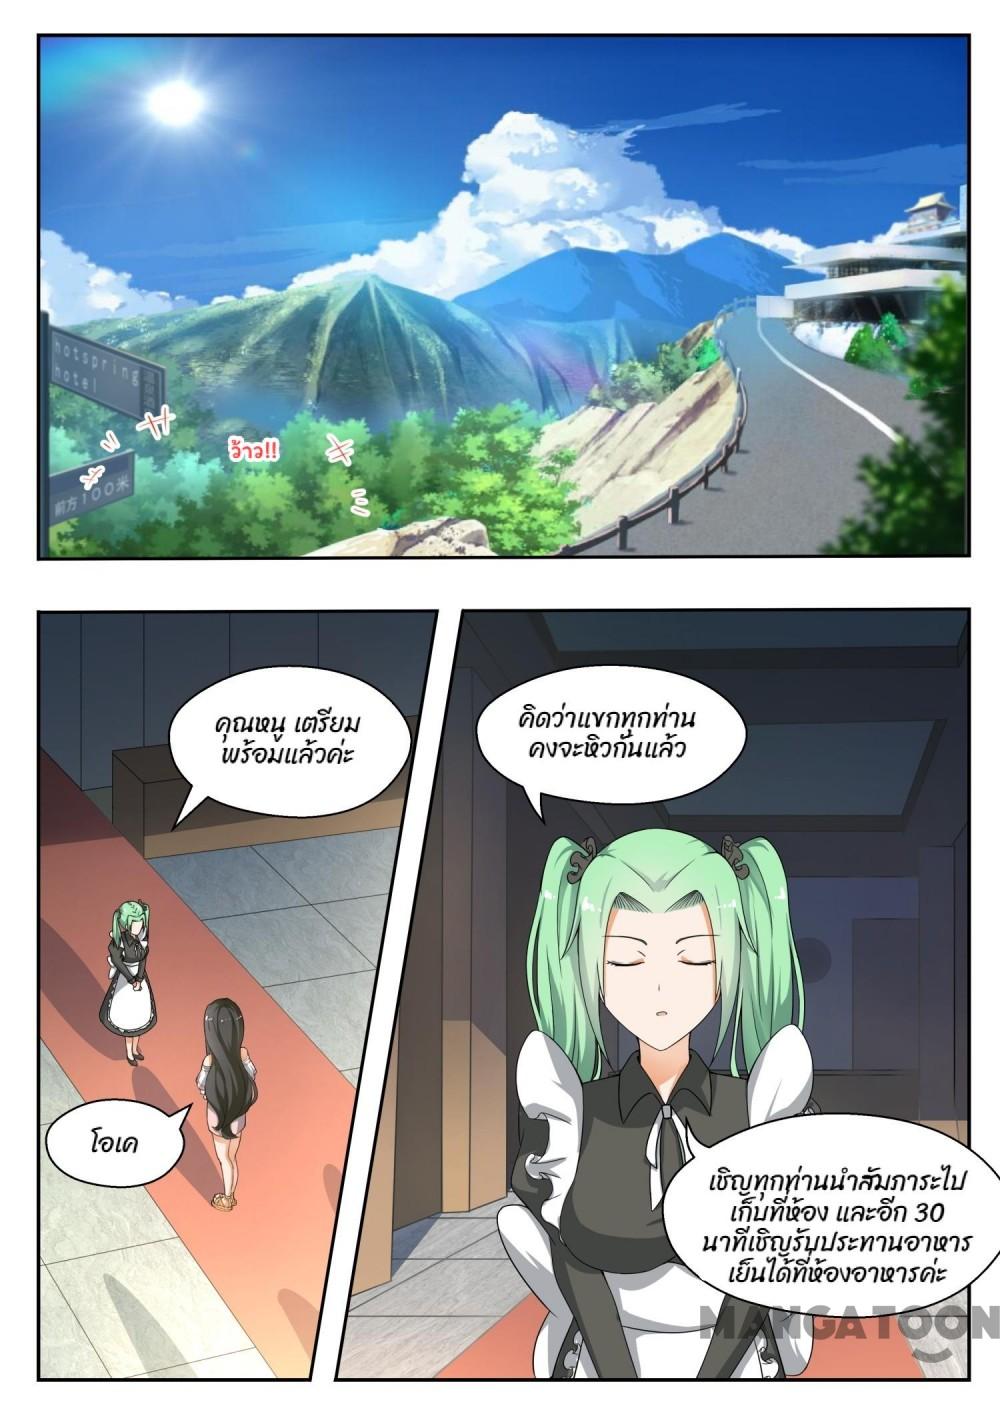 hotspring
hotel
前方100米
ว้าว!!
คุณหนู เตรียม
พร้อมแล้วค่ะ
โอเค
คิดว่าแขกทุกท่าน
คงจะหิวกันแล้ว
เชิญทุกท่านนำสัมภาระไป
เก็บที่ห้อง และอีก 30
นาทีเชิญรับประทานอาหาร
เย็นได้ที่ห้องอาหารค่ะ
MANGATOON